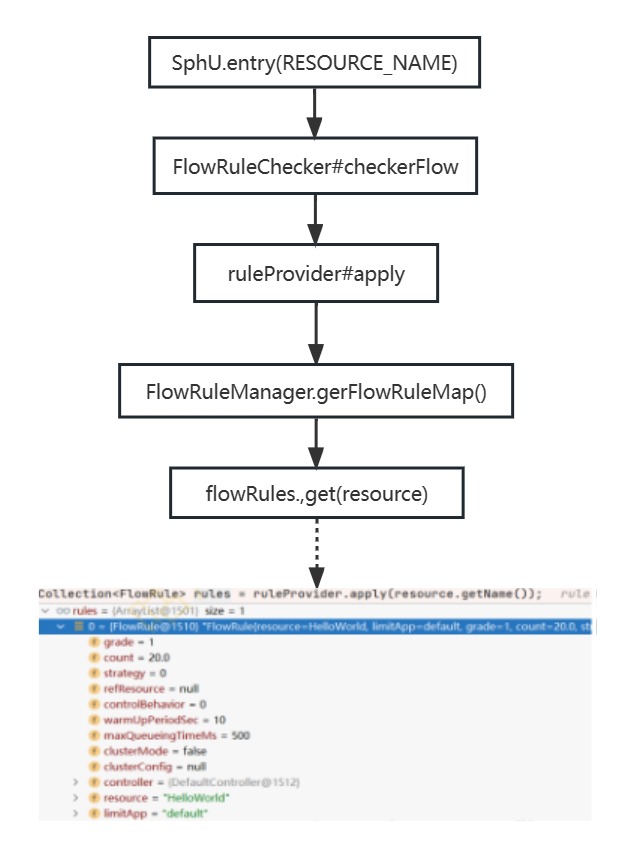 SphU.entry(RESOURCE_NAME)
FlowRuleChecker#checkerFlow
ruleProvider#apply
FlowRuleManager.gerFlowRuleMap()
flowRules.,get(resource)
Collection<FlowRule> rules = ruleProvider.apply(resource.getName()); rule
rules = {ArrayList@1501} size = 1
0 = {FlowRule@1510} "FlowRule{resource=HelloWorld, limitApp=default, grade=1, count=20.0, st
grade = 1
count = 20.0
strategy = 0
refResource = null
controlBehavior = 0
warmUpPeriodSec = 10
maxQueueingTimeMs = 500
clusterMode = false
clusterConfig = null
controller = {DefaultController@1512}
resource = "HelloWorld"
limitApp = "default"